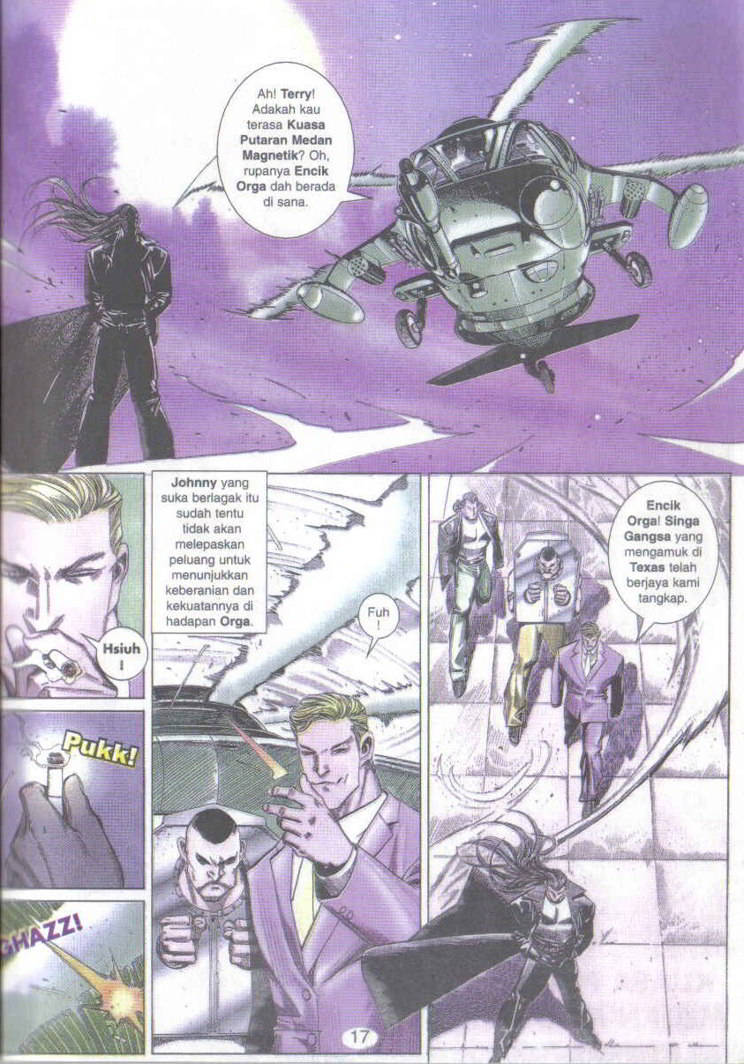 Ah! Terry!
Adakah kau
terasa Kuasa
Putaran Medan
Magnetik? Oh,
rupanya Encik
Orga dah berada
di sana.
Hsiuh
!
Pukk!
GHAZZ!
Johnny yang
suka berlagak itu
sudah tentu
tidak akan
melepaskan
peluang untuk
menunjukkan
keberanian dan
kekuatannya di
hadapan Orga.
Fuh
!
Encik
Orga! Singa
Gangsa yang
mengamuk di
Texas telah
berjaya kami
tangkap.
17